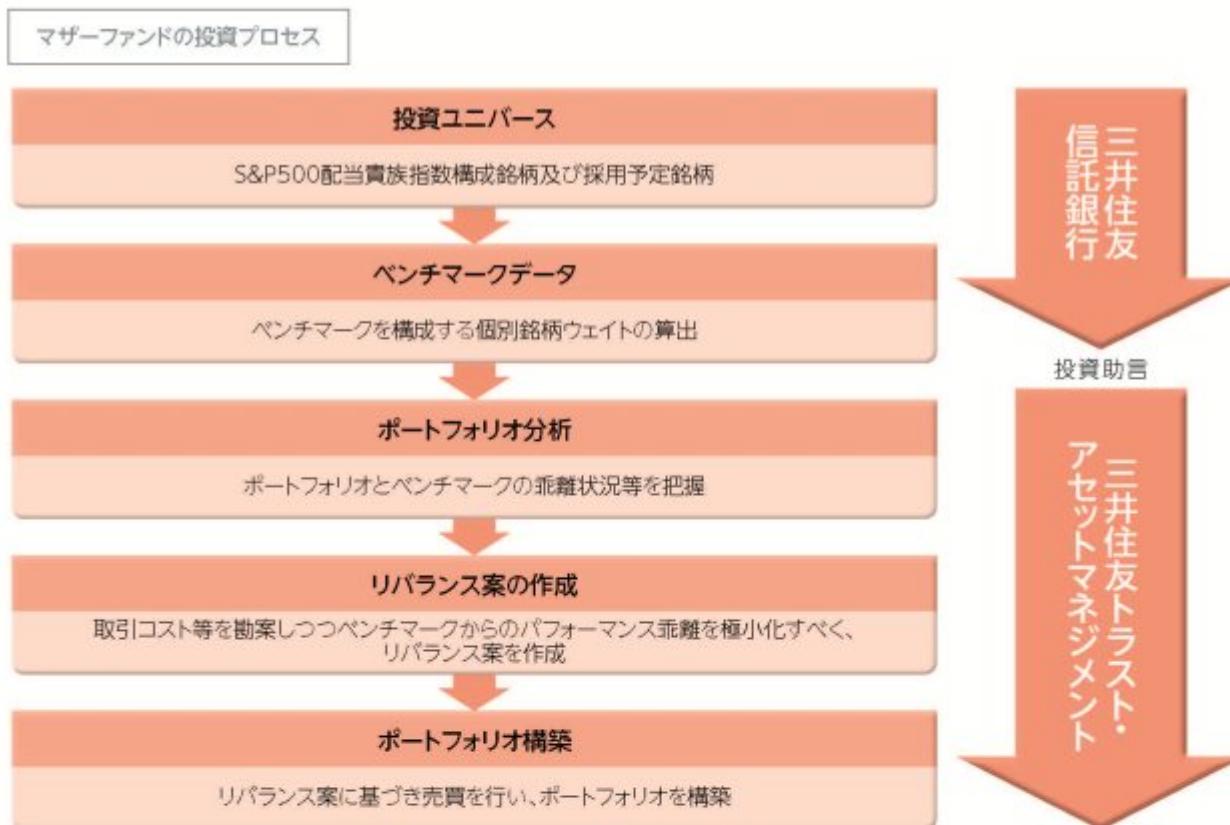 マザーファンドの投資プロセス
投資ユニバース
S&P500配当貴族指数構成銘柄及び採用予定銘柄
ベンチマークデータ
ベンチマークを構成する個別銘柄ウェイトの算出
ポートフォリオ分析
ポートフォリオとベンチマークの乖離状況等を把握
リバランス案の作成
取引コスト等を勘案しつつベンチマークからのパフォーマンス乖離を極小化すべく、
リバランス案を作成
ポートフォリオ構築
リバランス案に基づき売買を行い、ポートフォリオを構築
三井住友
信託銀行
投資助言
三井住友トラスト・
アセットマネジメント